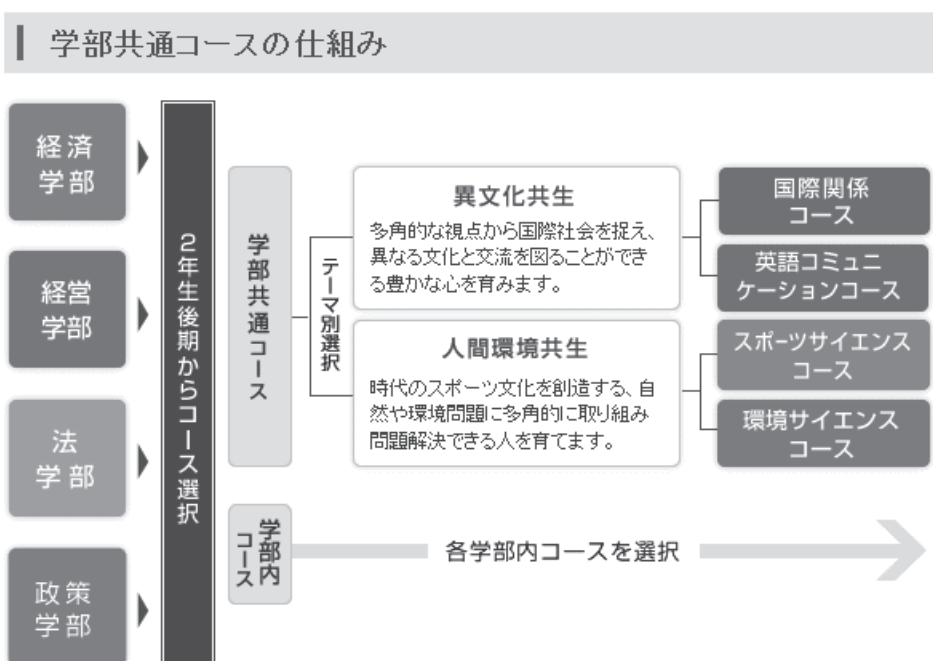 学部共通コースの仕組み
経済
学部
経営
学部
法
学部
政策
学部
2年生後期からコース選択
学部共通コース
テーマ別選択
異文化共生
多角的な視点から国際社会を捉え、
異なる文化と交流を図ることができ
る豊かな心を育みます。
国際関係
コース
英語コミュニ
ケーションコース
人間環境共生
時代のスポーツ文化を創造する、自
然や環境問題に多角的に取り組み
問題解決できる人を育てます。
スポーツサイエンス
コース
環境サイエンス
コース
学部内
コース
各学部内コースを選択